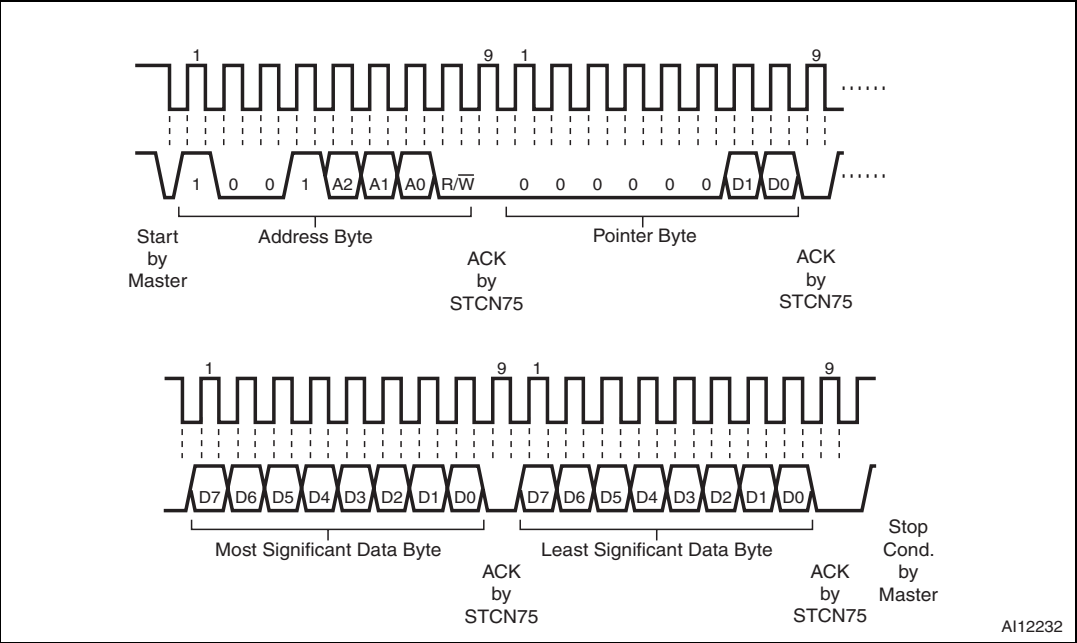 1 9 1 9
1 0 0 1 A2 A1 A0 R/W̅ 0 0 0 0 0 0 D1 D0
Start
by
Master
Address Byte
ACK
by
STCN75
Pointer Byte
ACK
by
STCN75
1 9 1 9
D7 D6 D5 D4 D3 D2 D1 D0 D7 D6 D5 D4 D3 D2 D1 D0
Most Significant Data Byte
ACK
by
STCN75
Least Significant Data Byte
ACK
by
STCN75
Stop
Cond.
by
Master
AI12232